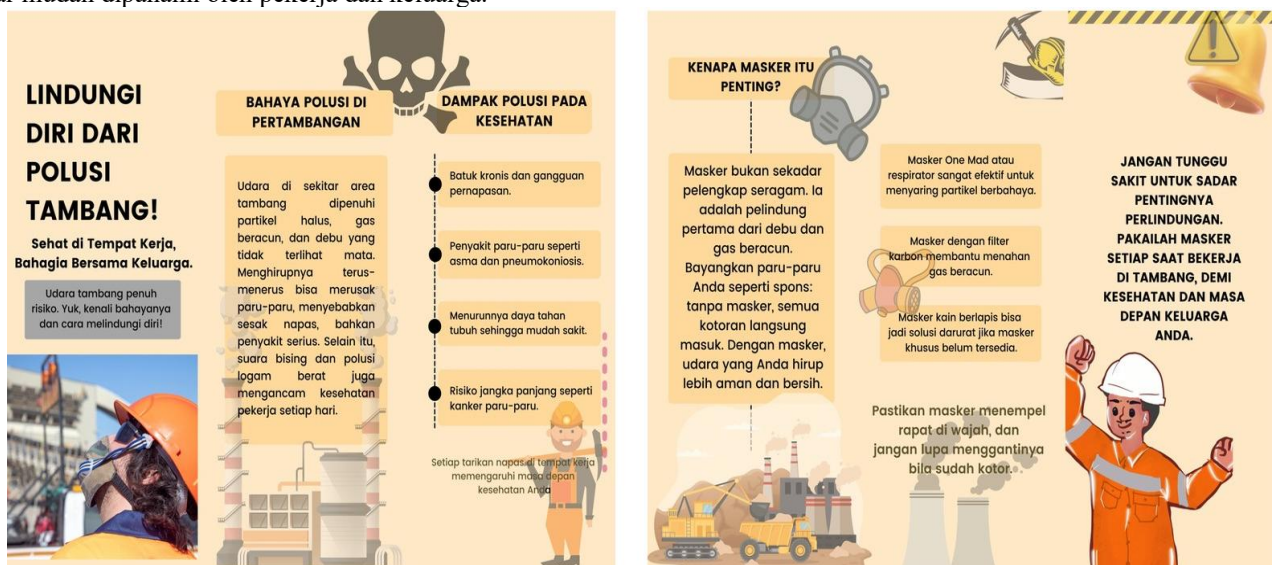 mudah dipahami oleh pekerja dan keluarga.
LINDUNGI
DIRI DARI
POLUSI
TAMBANG!
Sehat di Tempat Kerja,
Bahagia Bersama Keluarga.
Udara tambang penuh
risiko. Yuk, kenali bahayanya
dan cara melindungi diri!
BAHAYA POLUSI DI
PERTAMBANGAN
Udara di sekitar area
tambang dipenuhi
partikel halus, gas
beracun, dan debu yang
tidak terlihat mata.
Menghirupnya terus-
menerus bisa merusak
paru-paru, menyebabkan
sesak napas, bahkan
penyakit serius. Selain itu,
suara bising dan polusi
logam berat juga
mengancam kesehatan
pekerja setiap hari.
DAMPAK POLUSI PADA
KESEHATAN
Batuk kronis dan gangguan
pernapasan.
Penyakit paru-paru seperti
asma dan pneumokoniosis.
Menurunnya daya tahan
tubuh sehingga mudah sakit.
Risiko jangka panjang seperti
kanker paru-paru.
Setiap tarikan napas di tempat kerja
memengaruhi masa depan
kesehatan Anda
KENAPA MASKER ITU
PENTING?
Masker bukan sekadar
pelengkap seragam. Ia
adalah pelindung
pertama dari debu dan
gas beracun.
Bayangkan paru-paru
Anda seperti spons:
tanpa masker, semua
kotoran langsung
masuk. Dengan masker,
udara yang Anda hirup
lebih aman dan bersih.
Masker One Mad atau
respirator sangat efektif untuk
menyaring partikel berbahaya.
Masker dengan filter
karbon membantu menahan
gas beracun.
Masker kain berlapis bisa
jadi solusi darurat jika masker
khusus belum tersedia.
Pastikan masker menempel
rapat di wajah, dan
jangan lupa menggantinya
bila sudah kotor.
JANGAN TUNGGU
SAKIT UNTUK SADAR
PENTINGNYA
PERLINDUNGAN.
PAKAILAH MASKER
SETIAP SAAT BEKERJA
DI TAMBANG, DEMI
KESEHATAN DAN MASA
DEPAN KELUARGA
ANDA.